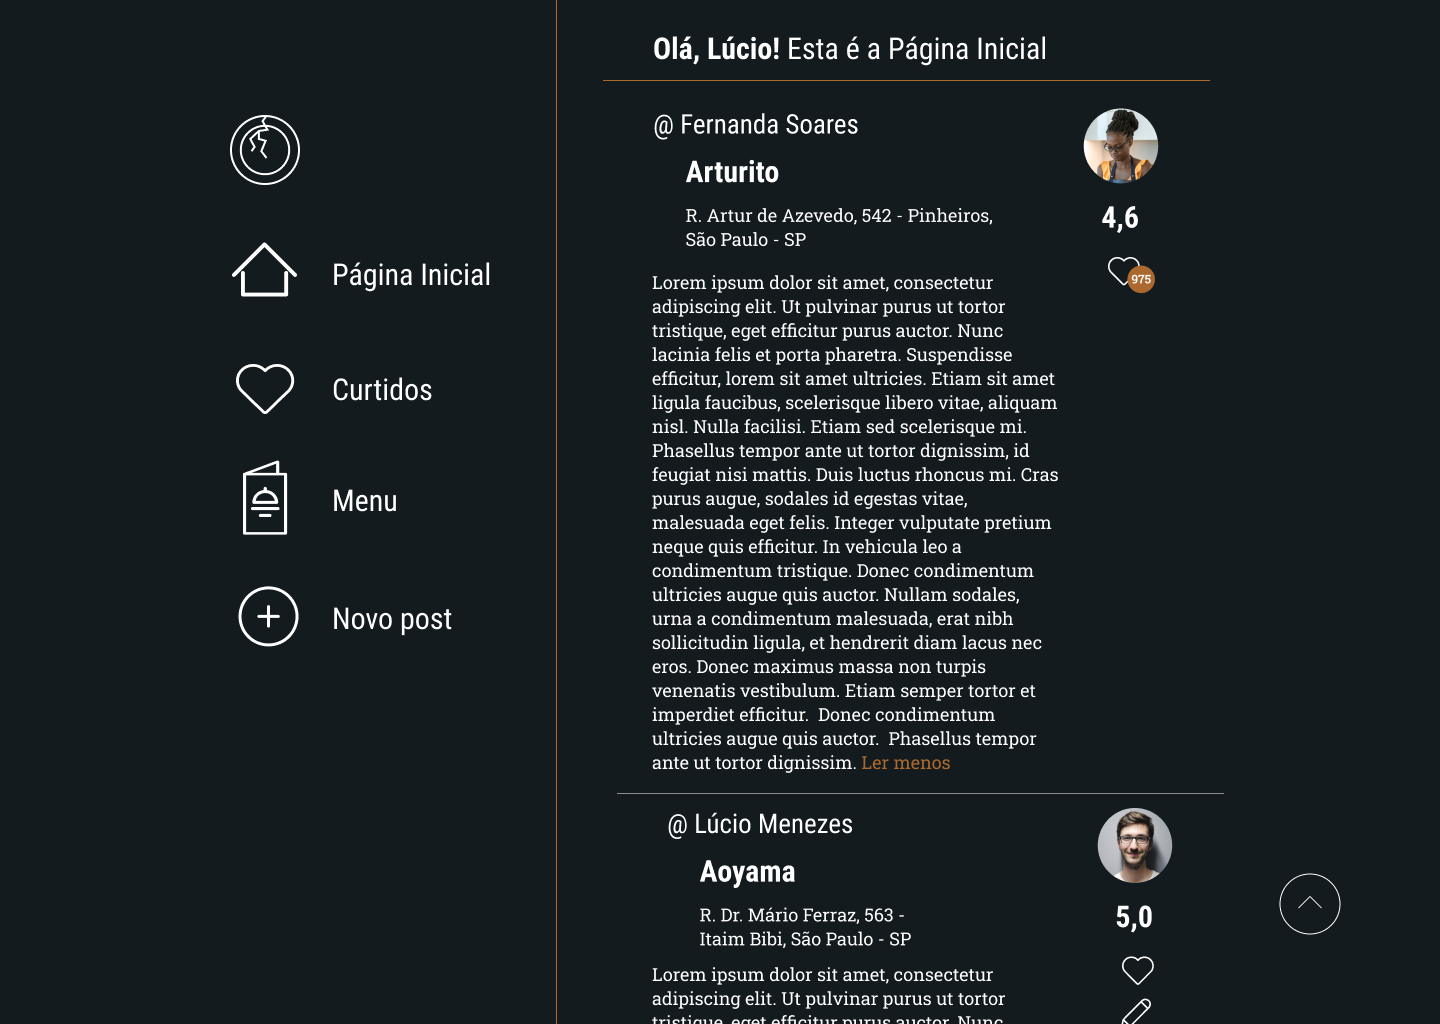 Olá, Lúcio! Esta é a Página Inicial
Página Inicial
Curtidos
Menu
Novo post
@ Fernanda Soares
Arturito
R. Artur de Azevedo, 542 - Pinheiros,
São Paulo - SP
4,6
975
Lorem ipsum dolor sit amet, consectetur
adipiscing elit. Ut pulvinar purus ut tortor
tristique, eget efficitur purus auctor. Nunc
lacinia felis et porta pharetra. Suspendisse
efficitur, lorem sit amet ultricies. Etiam sit amet
ligula faucibus, scelerisque libero vitae, aliquam
nisl. Nulla facilisi. Etiam sed scelerisque mi.
Phasellus tempor ante ut tortor dignissim, id
feugiat nisi mattis. Duis luctus rhoncus mi. Cras
purus augue, sodales id egestas vitae,
malesuada eget felis. Integer vulputate pretium
neque quis efficitur. In vehicula leo a
condimentum tristique. Donec condimentum
ultricies augue quis auctor. Nullam sodales,
urna a condimentum malesuada, erat nibh
sollicitudin ligula, et hendrerit diam lacus nec
eros. Donec maximus massa non turpis
venenatis vestibulum. Etiam semper tortor et
imperdiet efficitur.  Donec condimentum
ultricies augue quis auctor.  Phasellus tempor
ante ut tortor dignissim. Ler menos
@ Lúcio Menezes
Aoyama
R. Dr. Mário Ferraz, 563 -
Itaim Bibi, São Paulo - SP
5,0
Lorem ipsum dolor sit amet, consectetur
adipiscing elit. Ut pulvinar purus ut tortor
tristique, eget efficitur purus auctor. Nunc